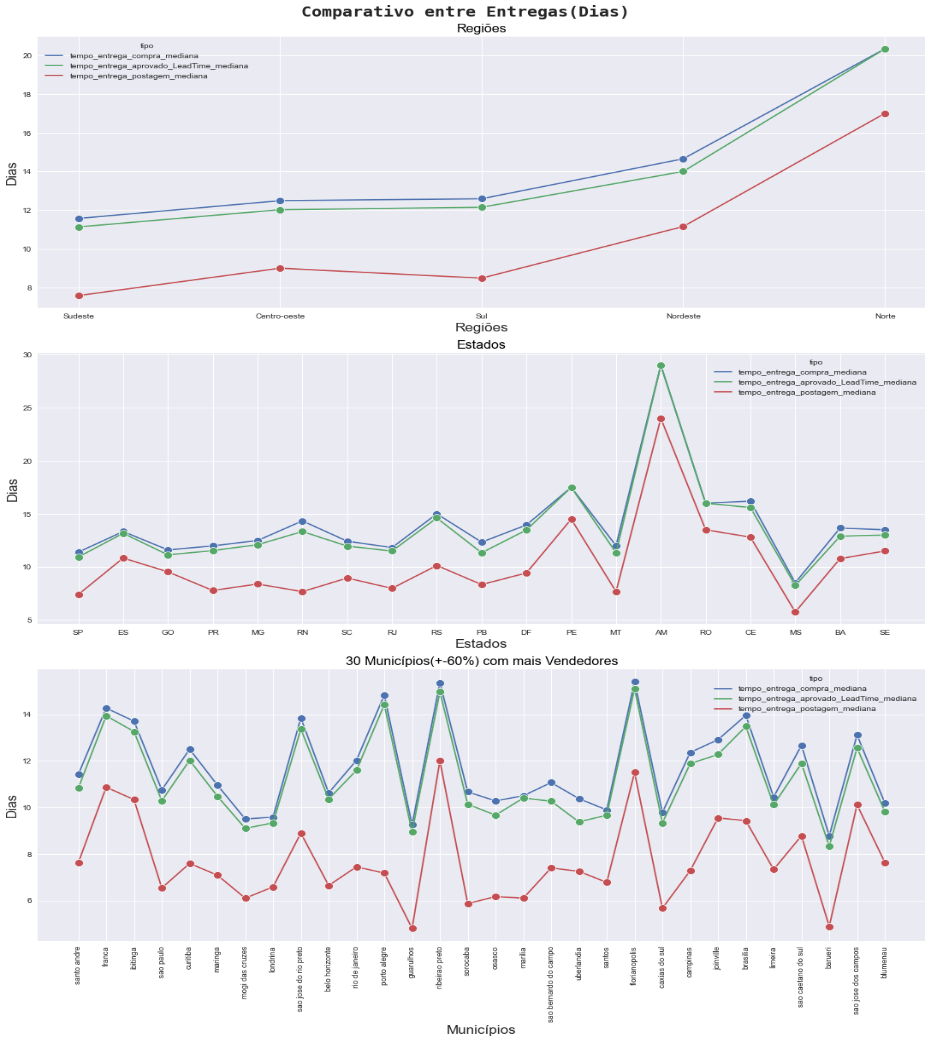 Comparativo entre Entregas(Dias)
Regiões
tipo
tempo_entrega_compra_mediana
tempo_entrega_aprovado_LeadTime_mediana
tempo_entrega_postagem_mediana
20
18
16
14
12
10
8
Dias
Sudeste Centro-oeste Sul Nordeste Norte
Regiões
Estados
tipo
tempo_entrega_compra_mediana
tempo_entrega_aprovado_LeadTime_mediana
tempo_entrega_postagem_mediana
30
25
20
15
10
5
Dias
SP ES GO PR MG RN SC RJ RS PB DF PE MT AM RO CE MS BA SE
Estados
30 Municípios(+-60%) com mais Vendedores
tipo
tempo_entrega_compra_mediana
tempo_entrega_aprovado_LeadTime_mediana
tempo_entrega_postagem_mediana
14
12
10
8
6
Dias
santo andre
franca
ibitinga
sao paulo
curitiba
maringa
mogi das cruzes
londrina
sao jose do rio preto
belo horizonte
rio de janeiro
porto alegre
guarulhos
ribeirao preto
sorocaba
osasco
marilia
sao bernardo do campo
uberlandia
santos
florianopolis
caxias do sul
campinas
joinville
brasilia
limeira
sao caetano do sul
barueri
sao jose dos campos
blumenau
Municípios